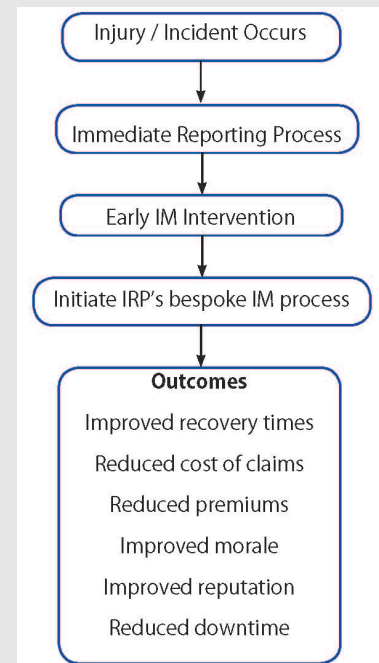 Injury / Incident Occurs
Immediate Reporting Process
Early IM Intervention
Initiate IRP's bespoke IM process
Outcomes
Improved recovery times
Reduced cost of claims
Reduced premiums
Improved morale
Improved reputation
Reduced downtime